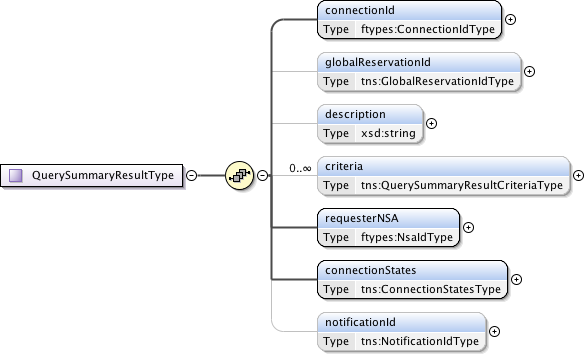 connectionId
Type ftypes:ConnectionIdType
globalReservationId
Type tns:GlobalReservationIdType
description
Type xsd:string
QuerySummaryResultType
0..∞
criteria
Type tns:QuerySummaryResultCriteriaType
requesterNSA
Type ftypes:NsaIdType
connectionStates
Type tns:ConnectionStatesType
notificationId
Type tns:NotificationIdType